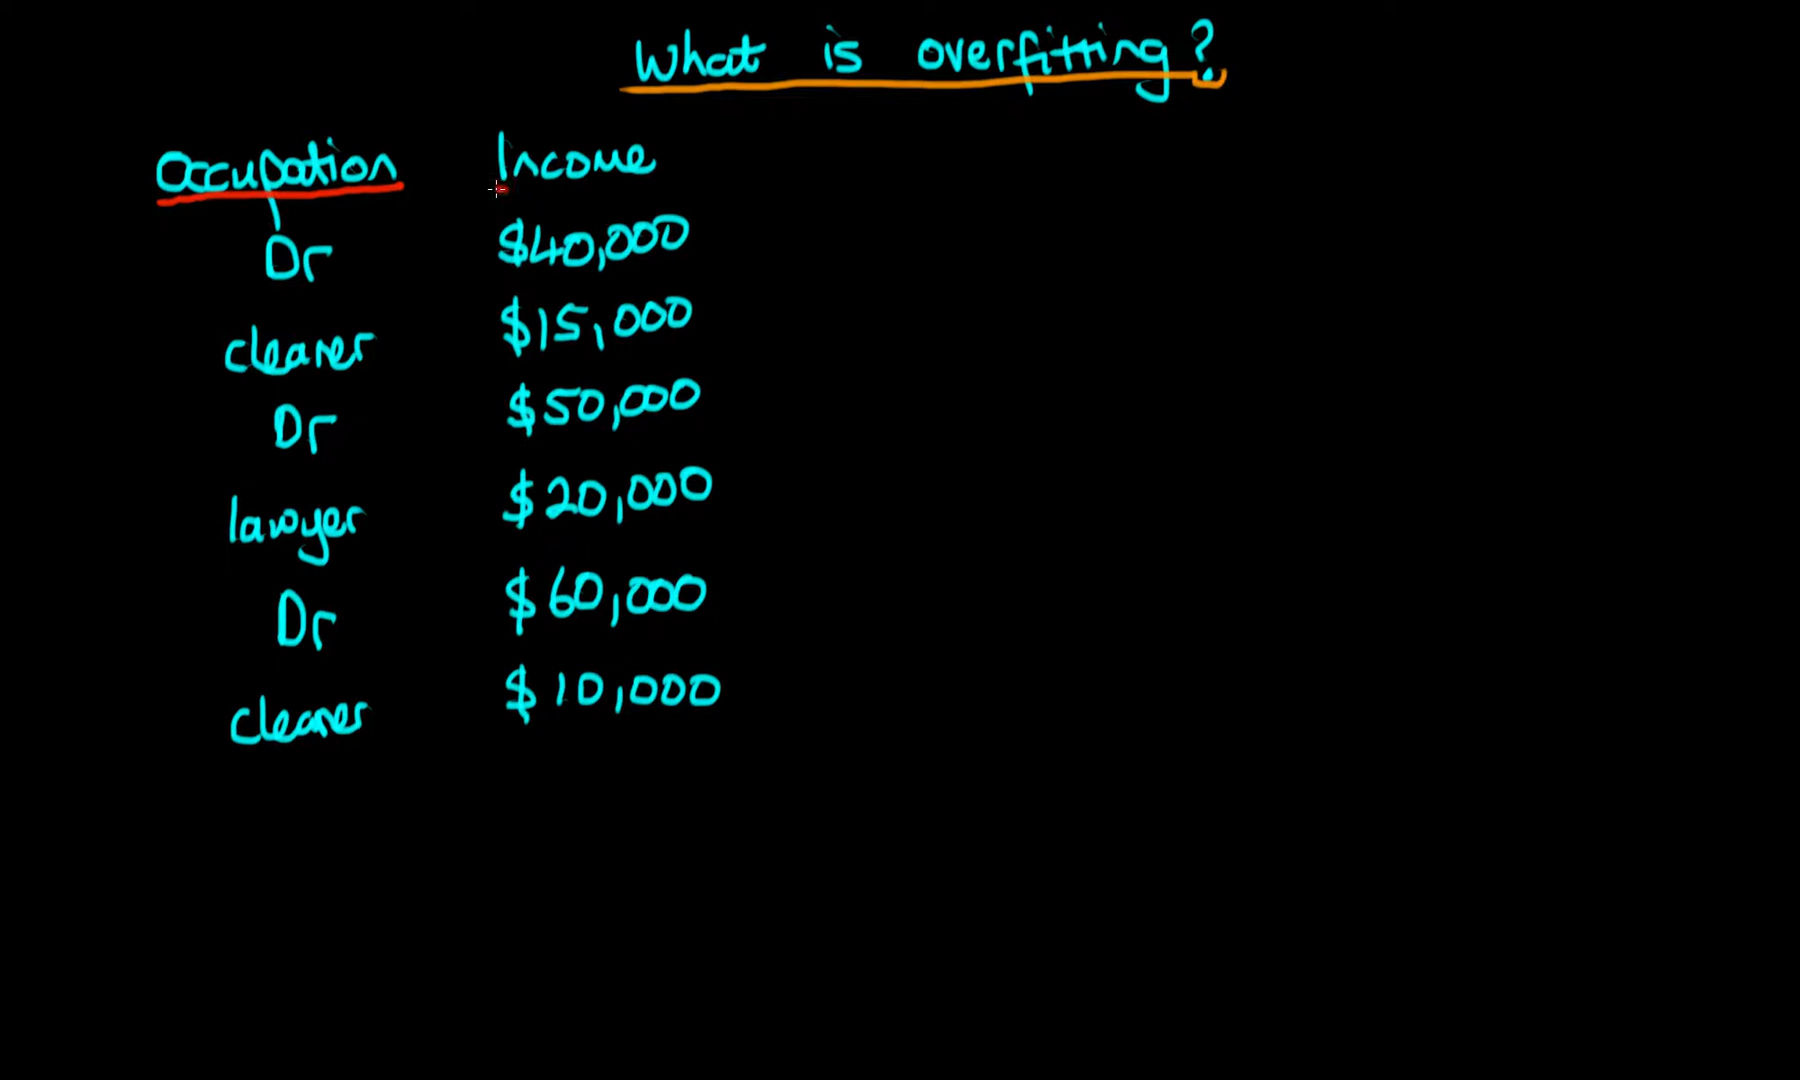 What is overfitting?
Occupation Income
Dr $40,000
cleaner $15,000
Dr $50,000
lawyer $20,000
Dr $60,000
cleaner $10,000